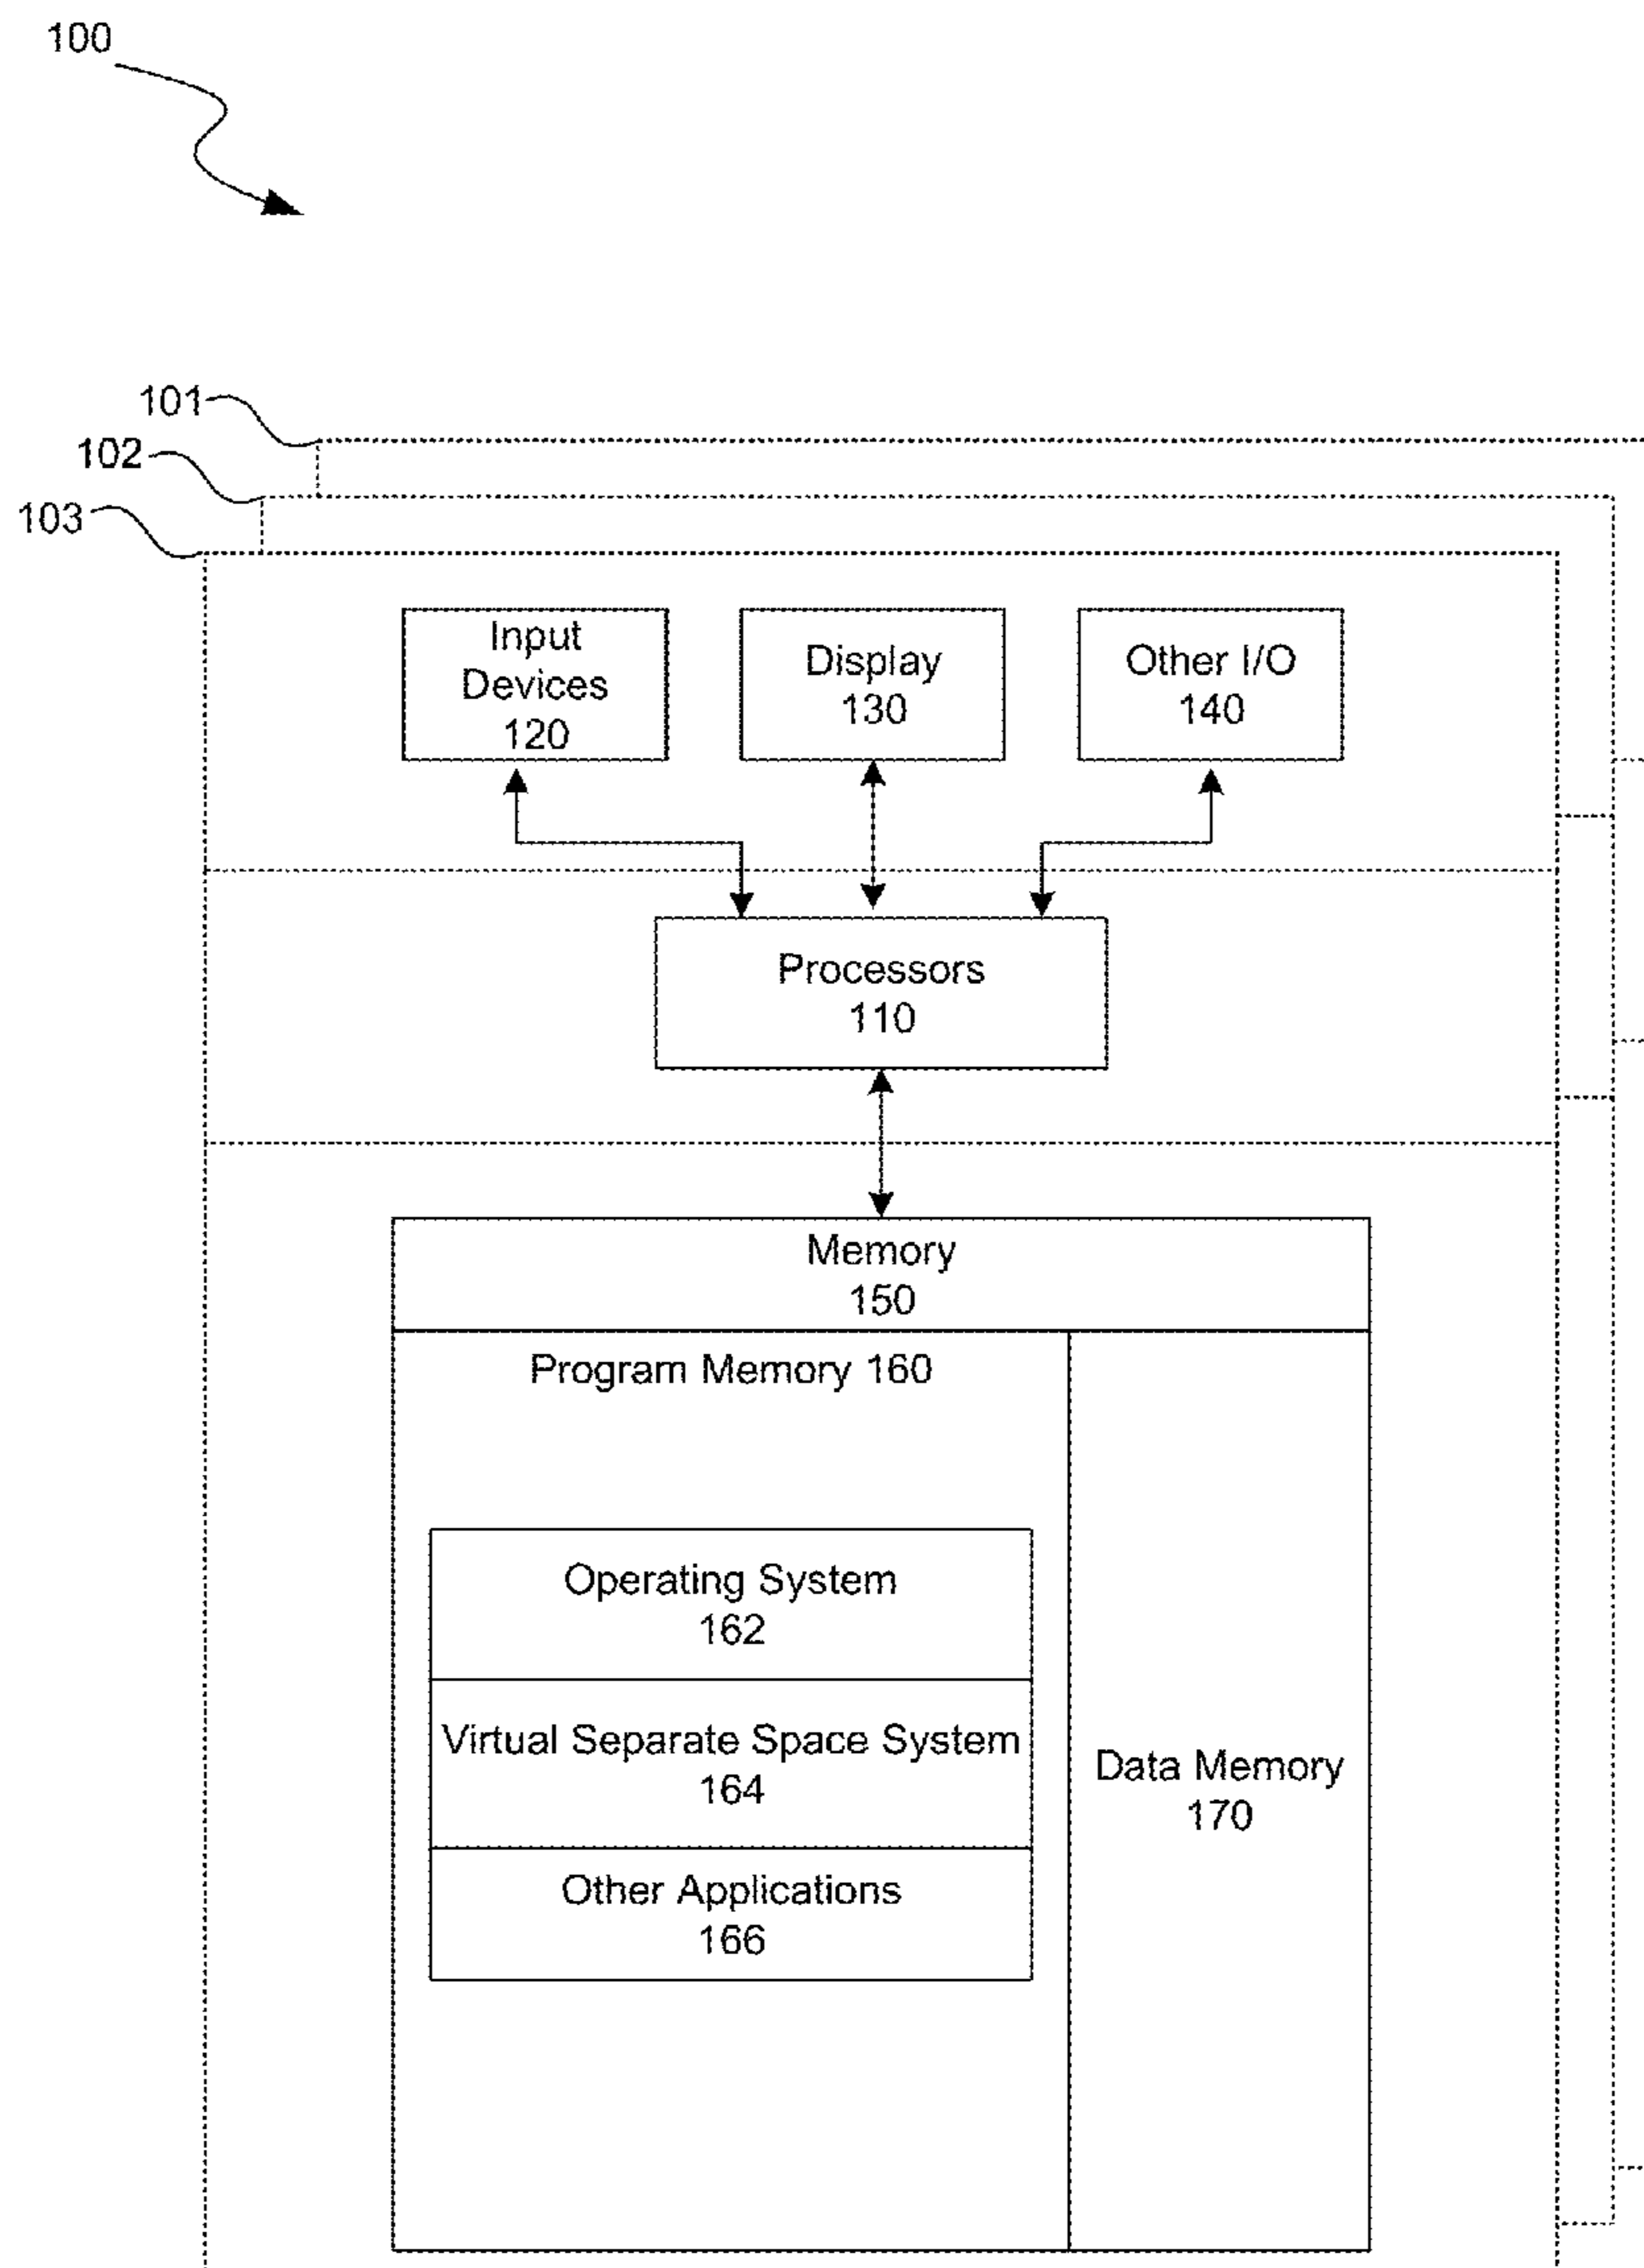 100
101
102
103
Input
Devices
120
Display
130
Other I/O
140
Processors
110
Memory
150
Program Memory 160
Operating System
162
Virtual Separate Space System
164
Other Applications
166
Data Memory
170